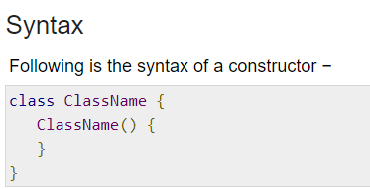 Syntax
Following is the syntax of a constructor −
class ClassName {
   ClassName() {
   }
}